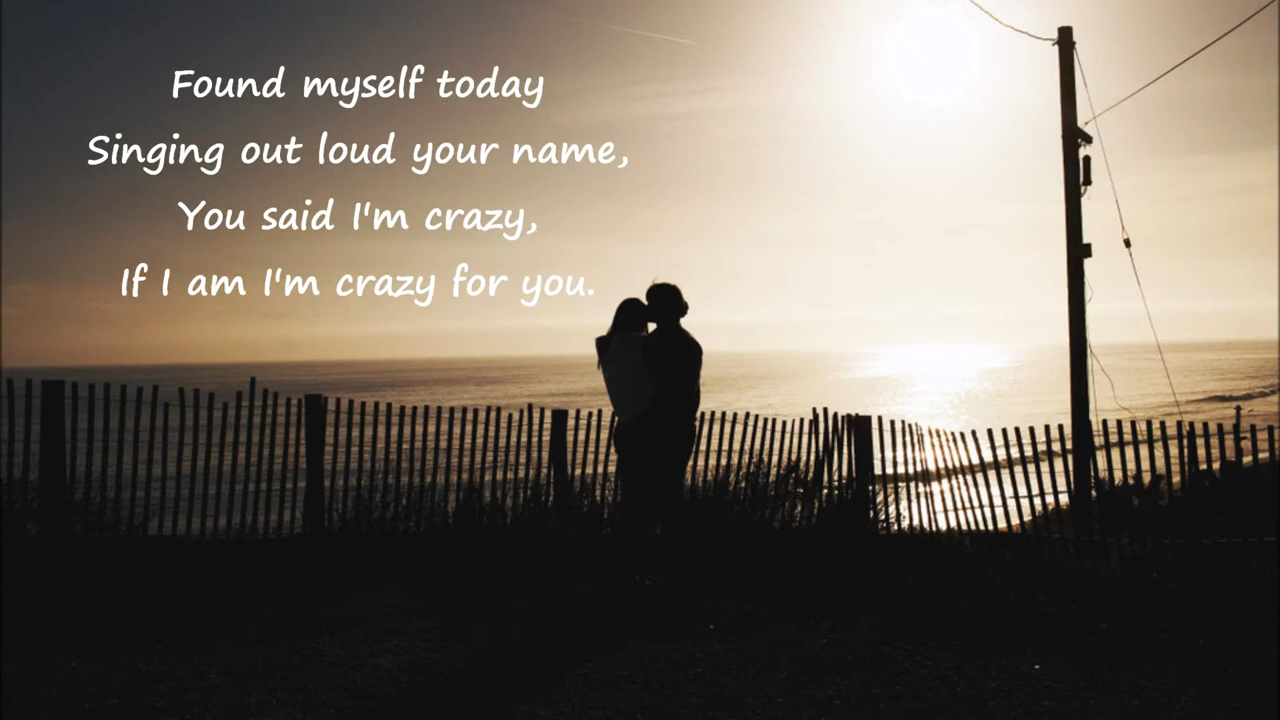 Found myself today
Singing out loud your name,
You said I'm crazy,
If I am I'm crazy for you.